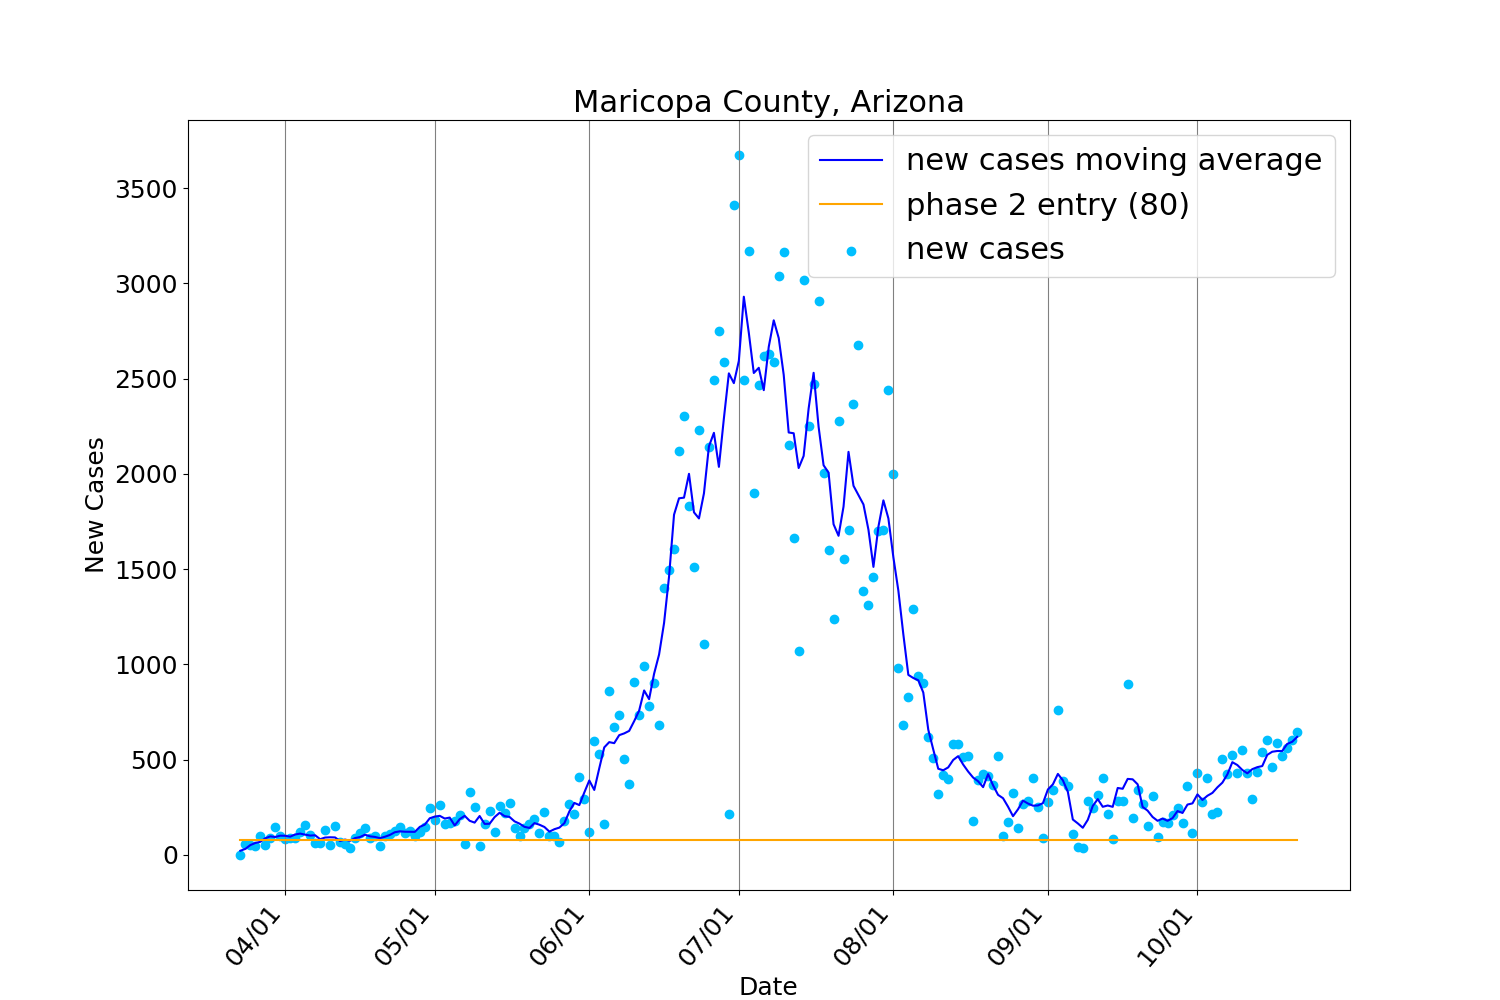 Maricopa County, Arizona
new cases moving average
phase 2 entry (80)
new cases
New Cases
3500
3000
2500
2000
1500
1000
500
0
04/01
05/01
06/01
07/01
08/01
09/01
10/01
Date